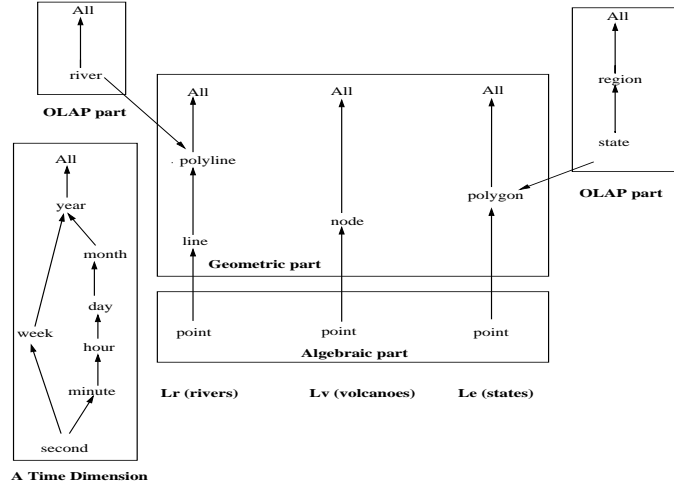 All
river
OLAP part
All
region
state
OLAP part
All
All
All
polyline
polygon
node
line
Geometric part
point
point
point
Algebraic part
Lr (rivers)
Lv (volcanoes)
Le (states)
All
year
month
day
week
hour
minute
second
A Time Dimension